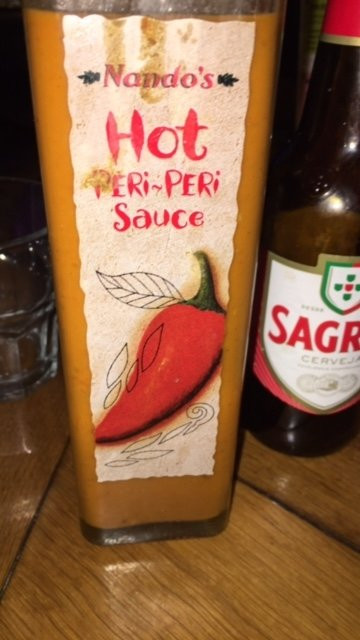 Nando's
Hot
PERi~PERi
Sauce
SAGR
CERVEJA